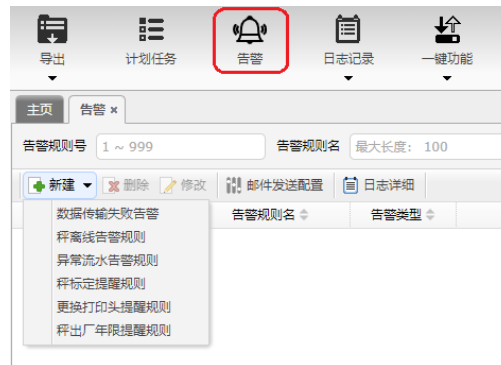 导出 计划任务 告警 日志记录 一键功能
主页 告警 ×
告警规则号 1 ~ 999 告警规则名 最大长度: 100
新建 删除 修改 邮件发送配置 日志详细
告警规则名 告警类型
数据传输失败告警
秤离线告警规则
异常流水告警规则
秤标定提醒规则
更换打印头提醒规则
秤出厂年限提醒规则